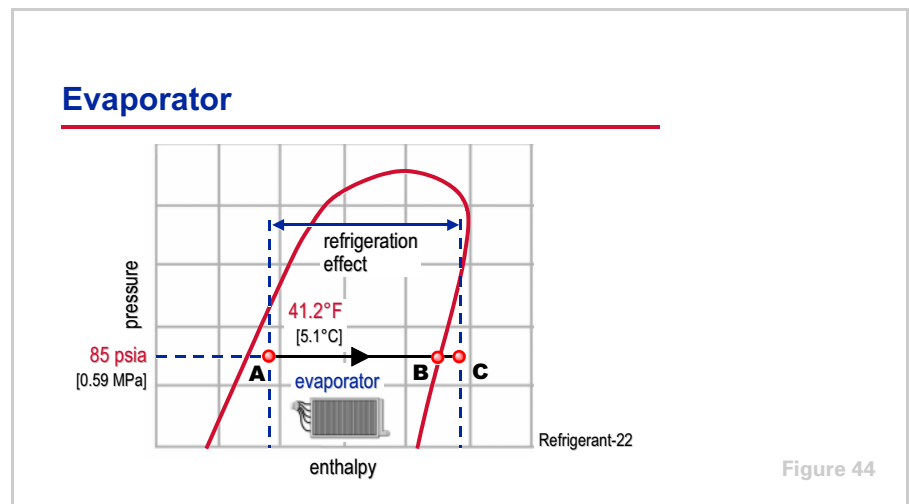 Evaporator
refrigeration
effect
pressure
41.2°F
[5.1°C]
85 psia
[0.59 MPa]
A
B
C
evaporator
Refrigerant-22
enthalpy
Figure 44